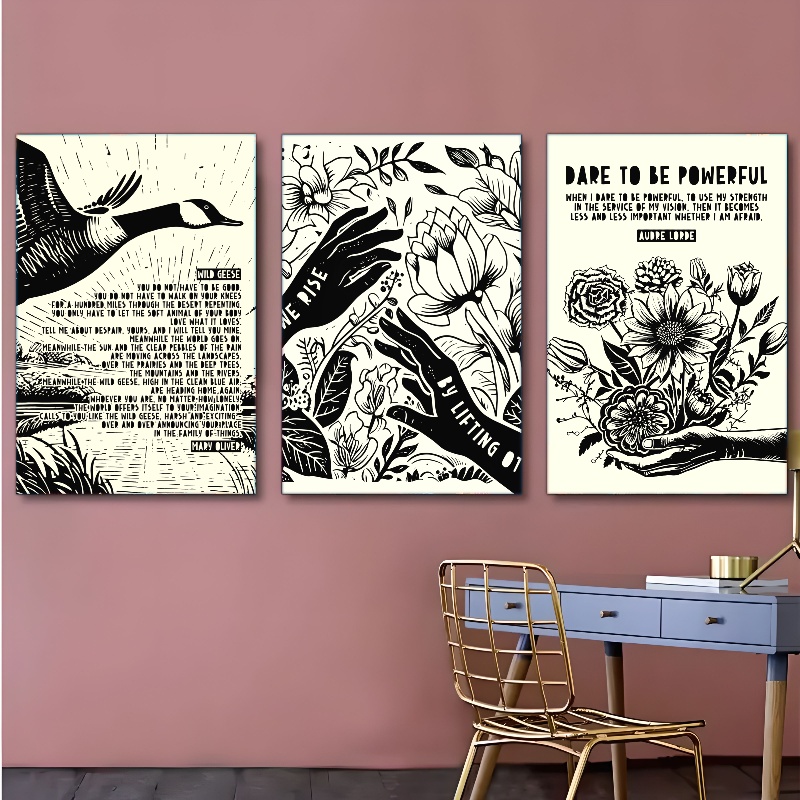 WILD GEESE
YOU DO NOT HAVE TO BE GOOD.
YOU DO NOT HAVE TO WALK ON YOUR KNEES
FOR A HUNDRED MILES THROUGH THE DESERT REPENTING.
YOU ONLY HAVE TO LET THE SOFT ANIMAL OF YOUR BODY
LOVE WHAT IT LOVES.
TELL ME ABOUT DESPAIR, YOURS, AND I WILL TELL YOU MINE.
MEANWHILE THE WORLD GOES ON.
MEANWHILE THE SUN AND THE CLEAR PEBBLES OF THE RAIN
ARE MOVING ACROSS THE LANDSCAPES,
OVER THE PRAIRIES AND THE DEEP TREES,
THE MOUNTAINS AND THE RIVERS.
MEANWHILE THE WILD GEESE, HIGH IN THE CLEAN BLUE AIR,
ARE HEADING HOME AGAIN.
WHOEVER YOU ARE, NO MATTER HOW LONELY,
THE WORLD OFFERS ITSELF TO YOUR IMAGINATION,
CALLS TO YOU LIKE THE WILD GEESE, HARSH AND EXCITING
OVER AND OVER ANNOUNCING YOUR PLACE
IN THE FAMILY OF THINGS.
MARY OLIVER
WE RISE
BY LIFTING OT
DARE TO BE POWERFUL
WHEN I DARE TO BE POWERFUL, TO USE MY STRENGTH
IN THE SERVICE OF MY VISION, THEN IT BECOMES
LESS AND LESS IMPORTANT WHETHER I AM AFRAID.
AUDRE LORDE